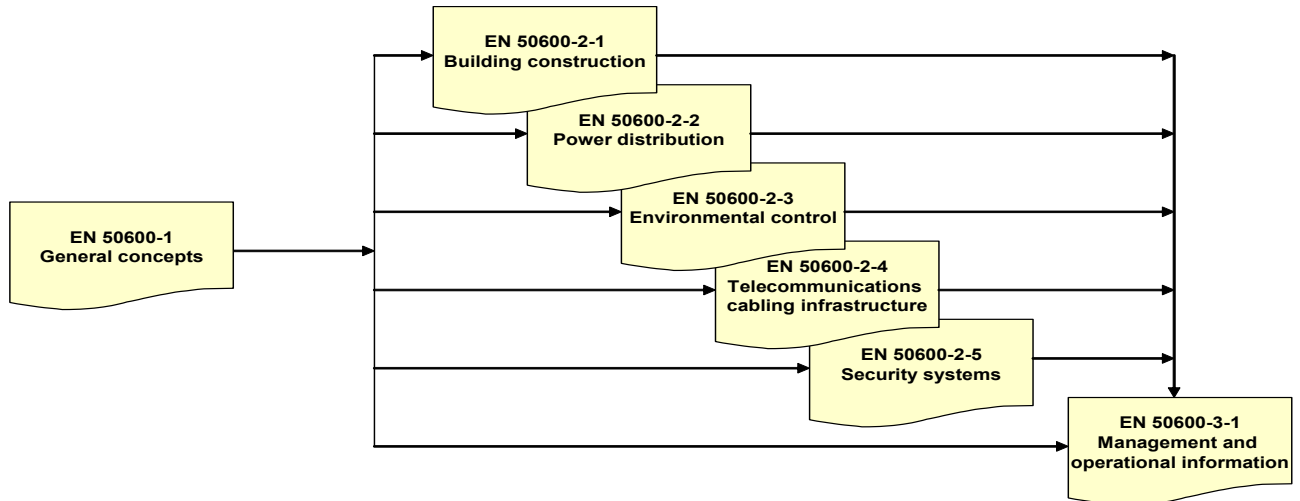 EN 50600-2-1
Building construction
EN 50600-2-2
Power distribution
EN 50600-2-3
Environmental control
EN 50600-1
General concepts
EN 50600-2-4
Telecommunications
cabling infrastructure
EN 50600-2-5
Security systems
EN 50600-3-1
Management and
operational information